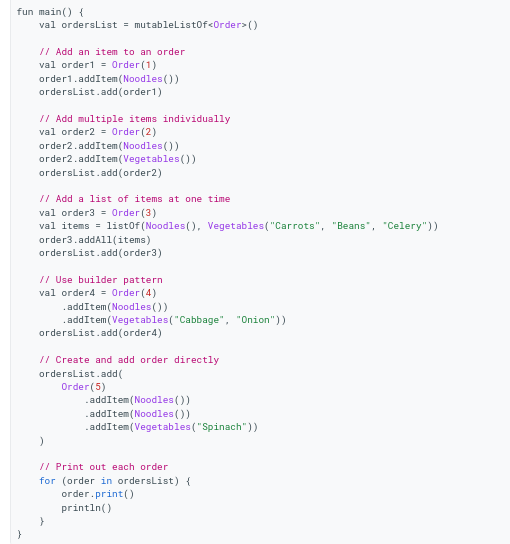 fun main() {
    val ordersList = mutableListOf<Order>()

    // Add an item to an order
    val order1 = Order(1)
    order1.addItem(Noodles())
    ordersList.add(order1)

    // Add multiple items individually
    val order2 = Order(2)
    order2.addItem(Noodles())
    order2.addItem(Vegetables())
    ordersList.add(order2)

    // Add a list of items at one time
    val order3 = Order(3)
    val items = listOf(Noodles(), Vegetables("Carrots", "Beans", "Celery"))
    order3.addAll(items)
    ordersList.add(order3)

    // Use builder pattern
    val order4 = Order(4)
        .addItem(Noodles())
        .addItem(Vegetables("Cabbage", "Onion"))
    ordersList.add(order4)

    // Create and add order directly
    ordersList.add(
        Order(5)
            .addItem(Noodles())
            .addItem(Noodles())
            .addItem(Vegetables("Spinach"))
    )

    // Print out each order
    for (order in ordersList) {
        order.print()
        println()
    }
}